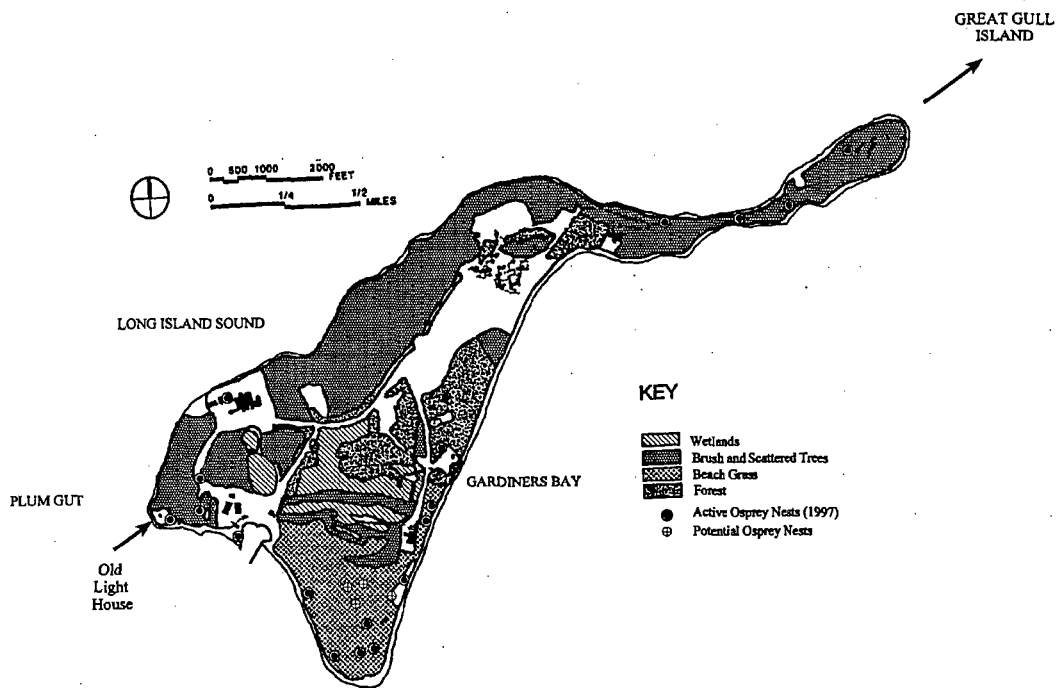 GREAT GULL
ISLAND
0 500 1000 2000
FEET
0 1/4 1/2
MILES
LONG ISLAND SOUND
KEY
Wetlands
Brush and Scattered Trees
Beach Grass
Forest
Active Osprey Nests (1997)
Potential Osprey Nests
GARDINERS BAY
PLUM GUT
Old
Light
House